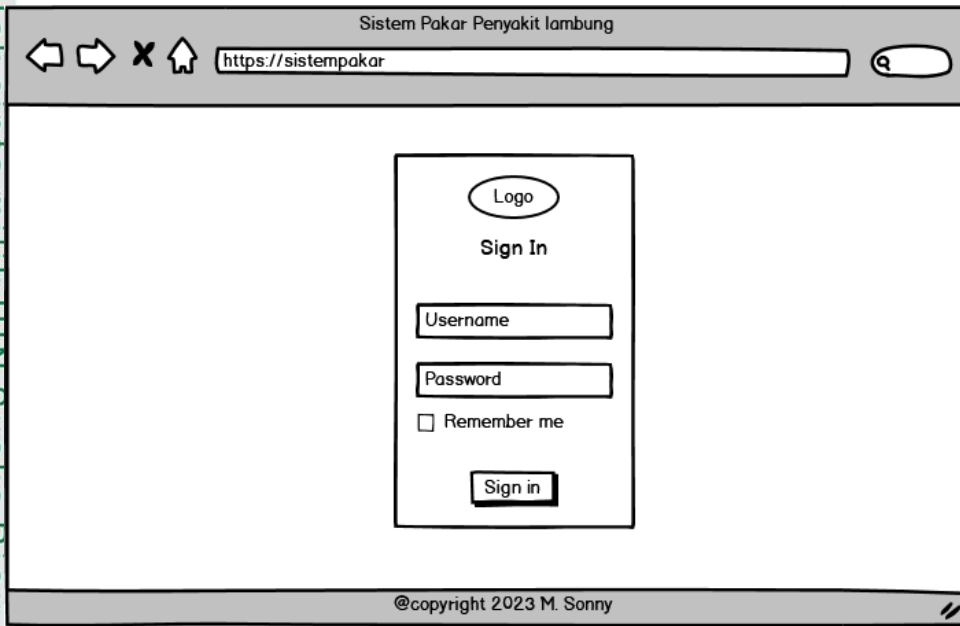 Sistem Pakar Penyakit lambung
https://sistempakar
Logo
Sign In
Username
Password
Remember me
Sign in
@copyright 2023 M. Sonny